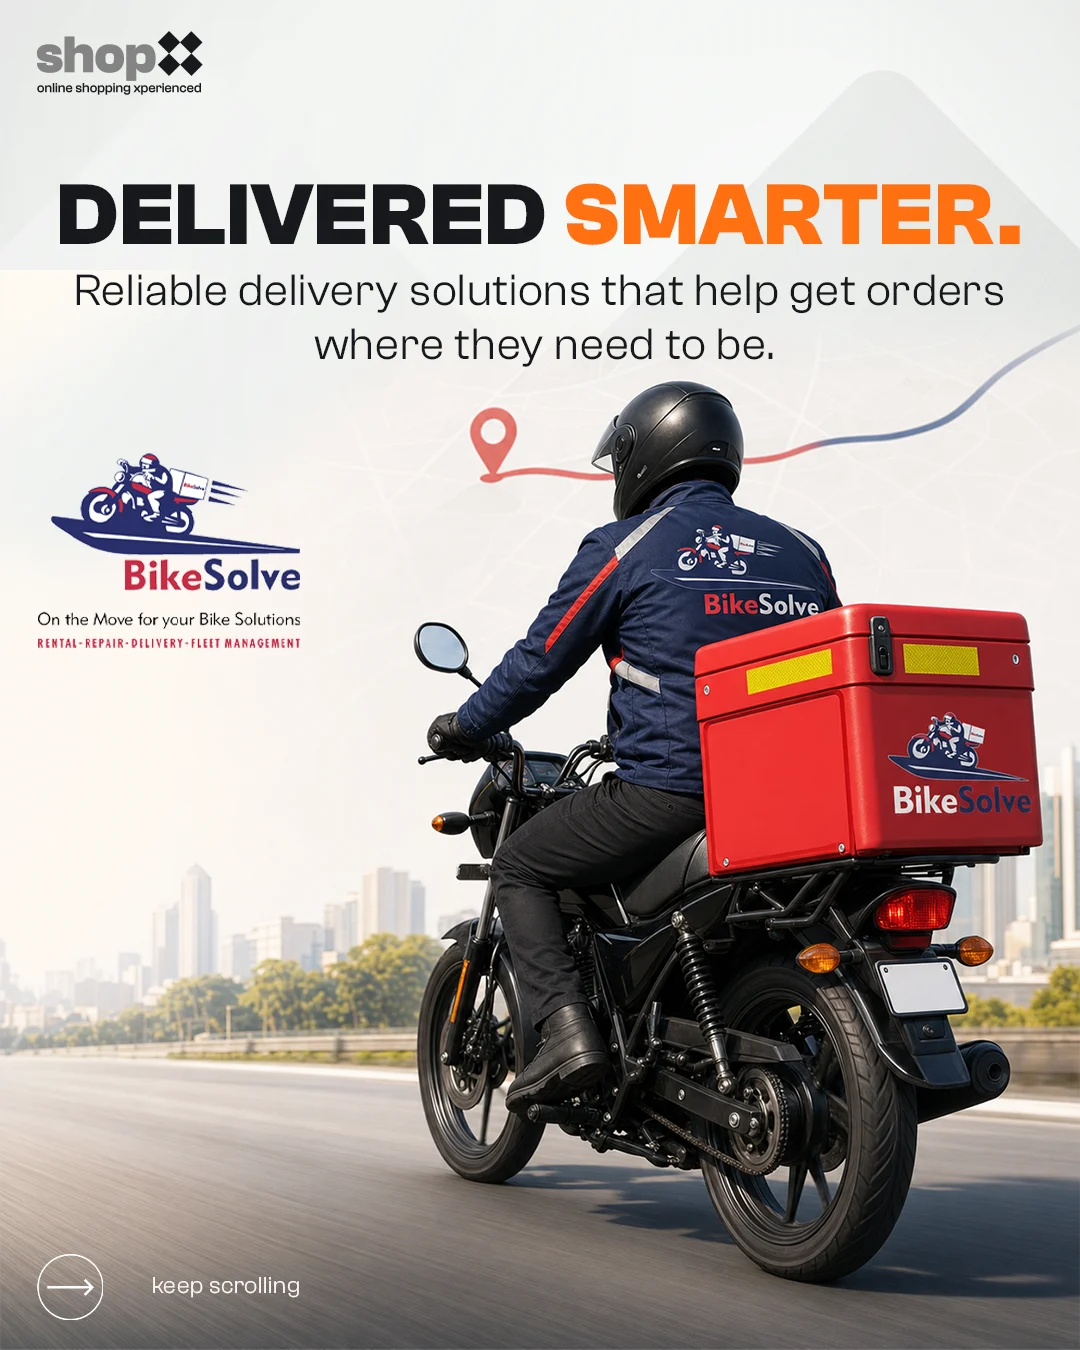 shop
online shopping xperienced
DELIVERED SMARTER.
Reliable delivery solutions that help get orders
where they need to be.
BikeSolve
BikeSolve
On the Move for your Bike Solutions
RENTAL-REPAIR-DELIVERY-FLEET MANAGEMENT
BikeSolve
BikeSolve
keep scrolling